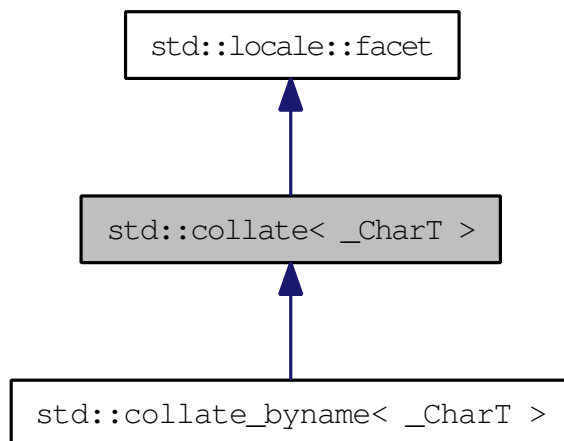 std::locale::facet
std::collate< _CharT >
std::collate_byname< _CharT >